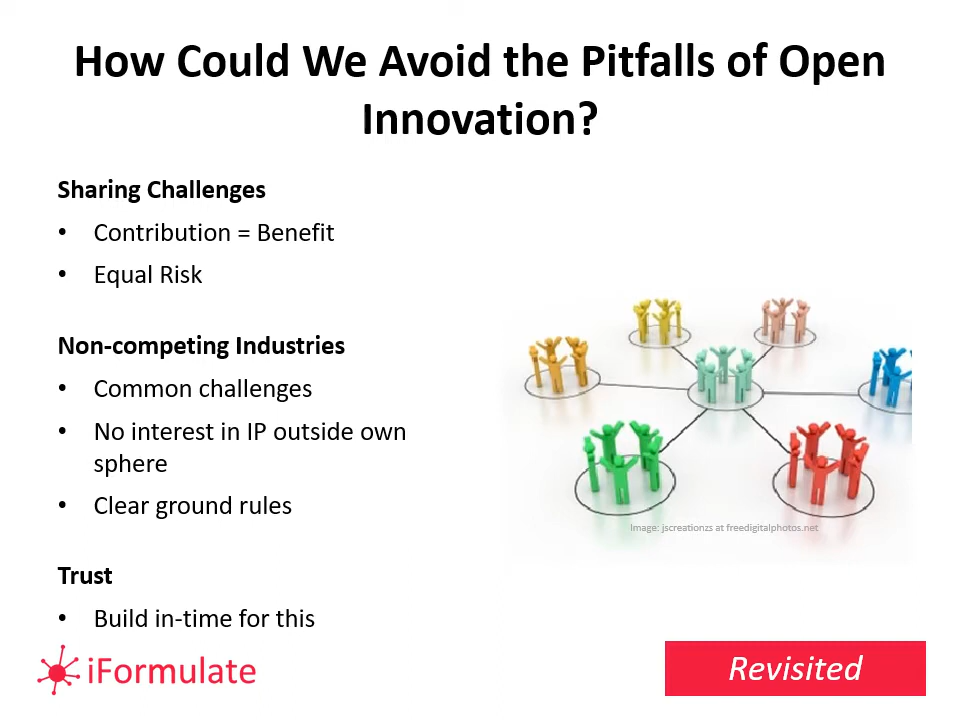 How Could We Avoid the Pitfalls of Open
Innovation?
Sharing Challenges
• Contribution = Benefit
• Equal Risk
Non-competing Industries
• Common challenges
• No interest in IP outside own
sphere
• Clear ground rules
Image: jscreationzs at freedigitalphotos.net
Trust
• Build in-time for this
iFormulate
Revisited